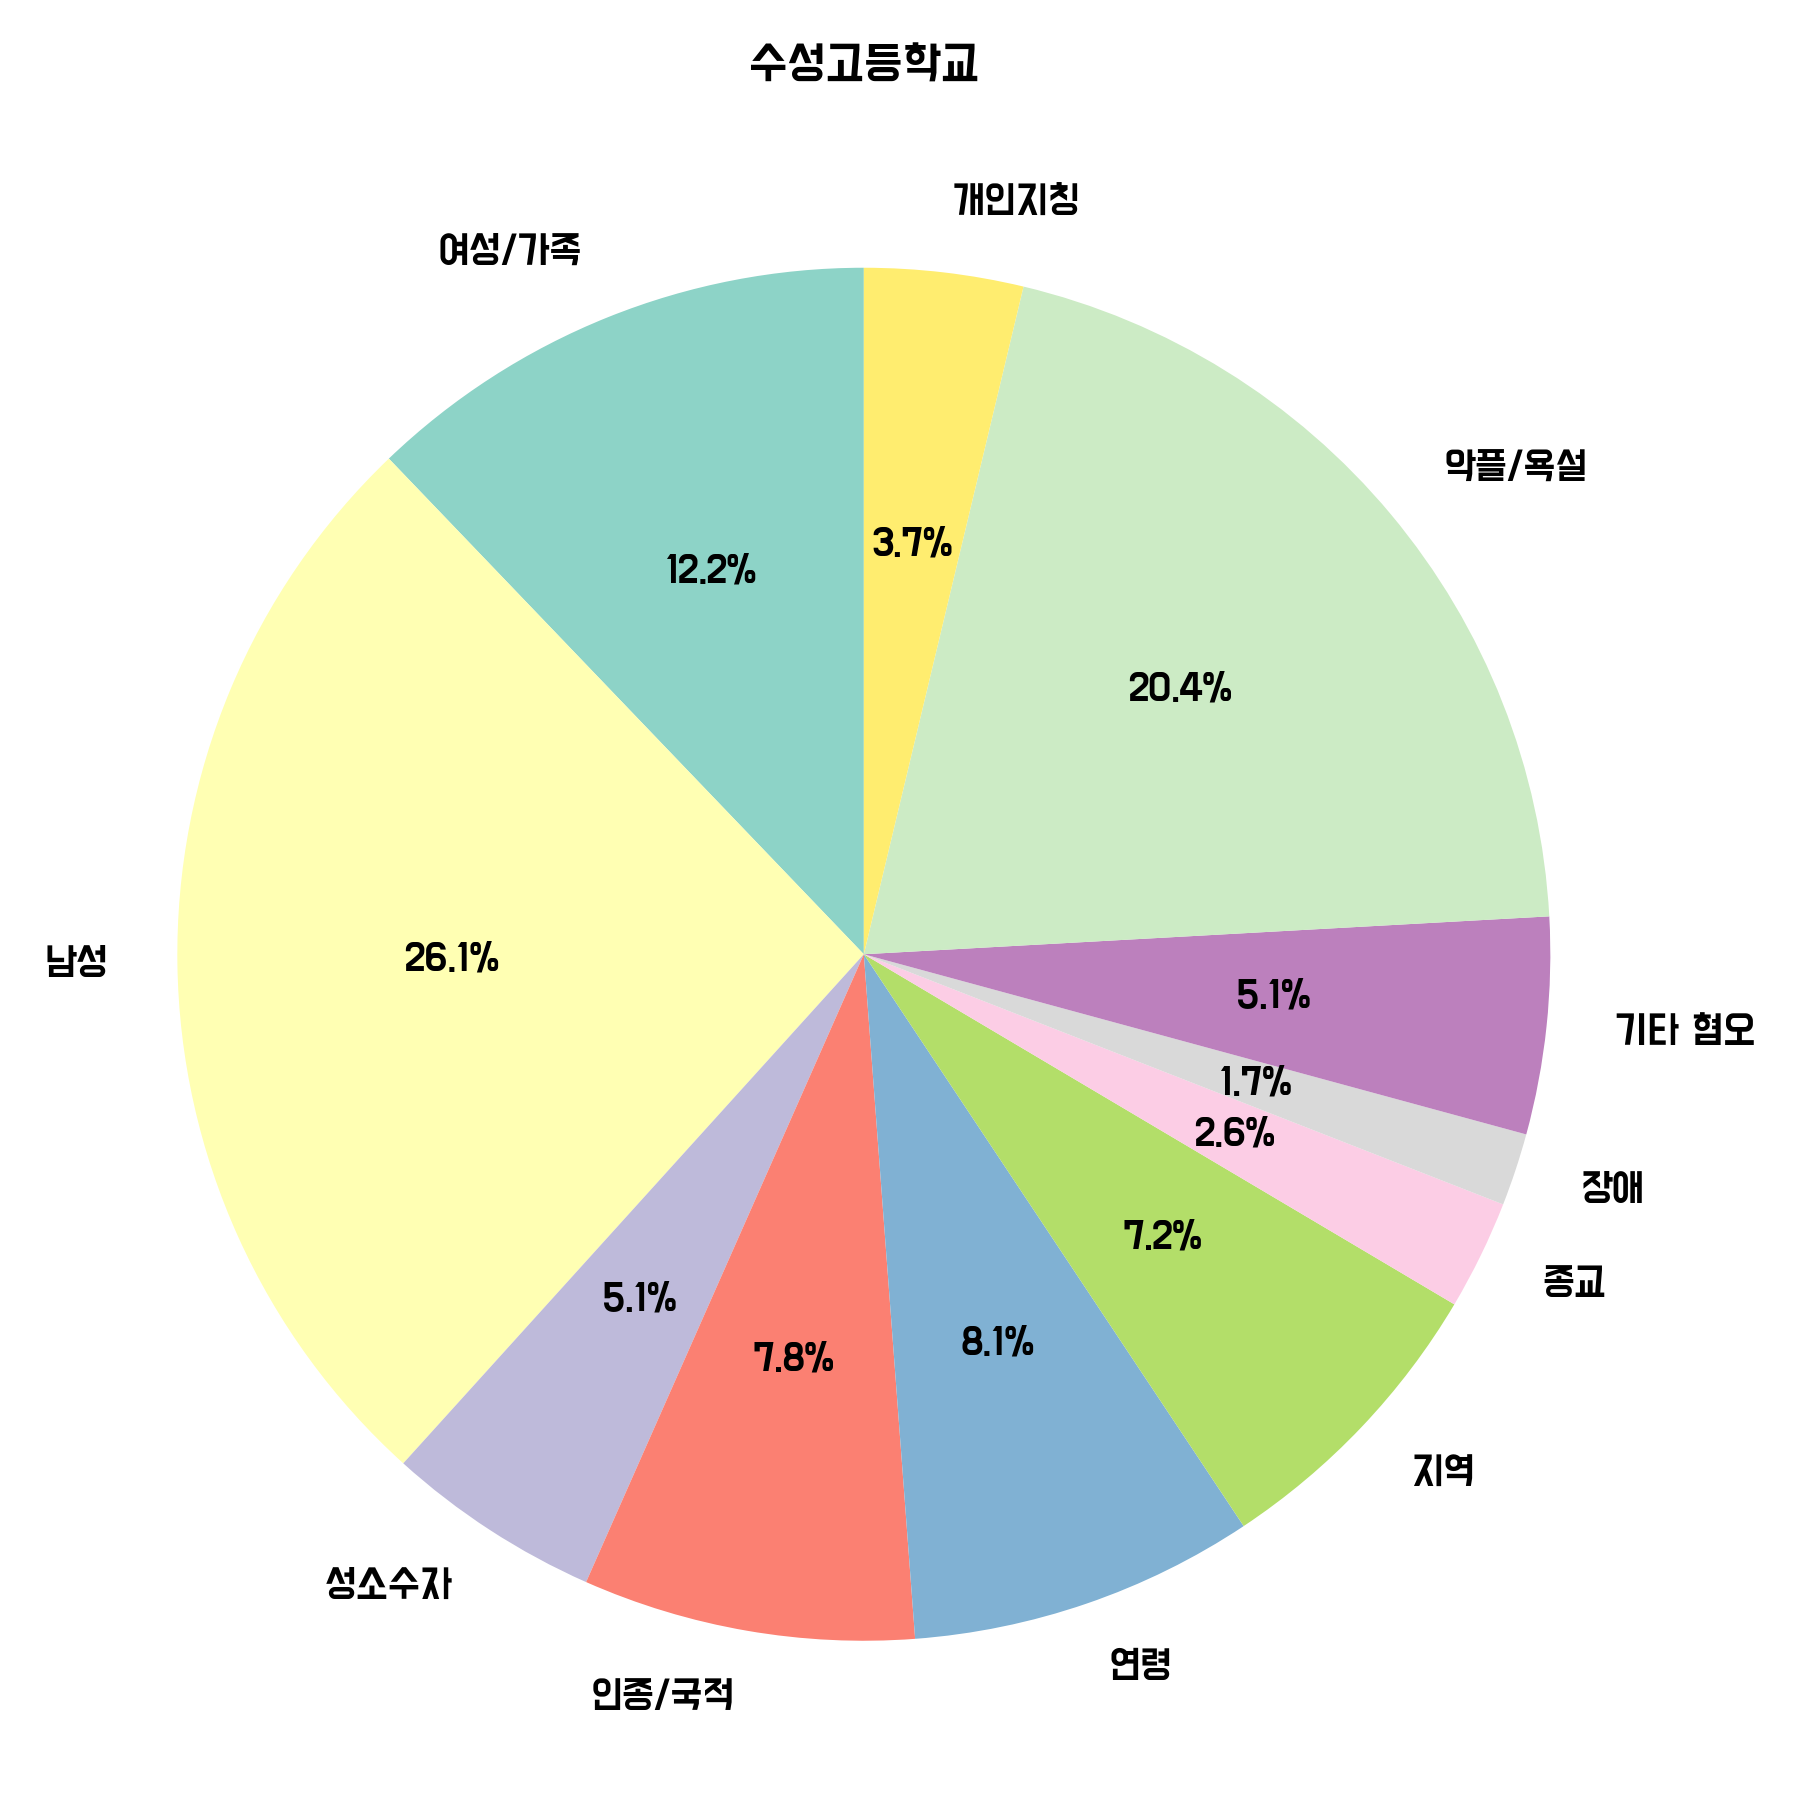 수성고등학교
개인지칭
여성/가족
악플/욕설
3.7%
12.2%
20.4%
남성
26.1%
5.1%
기타 혐오
1.7%
2.6%
장애
7.2%
종교
5.1%
8.1%
7.8%
지역
성소수자
연령
인종/국적